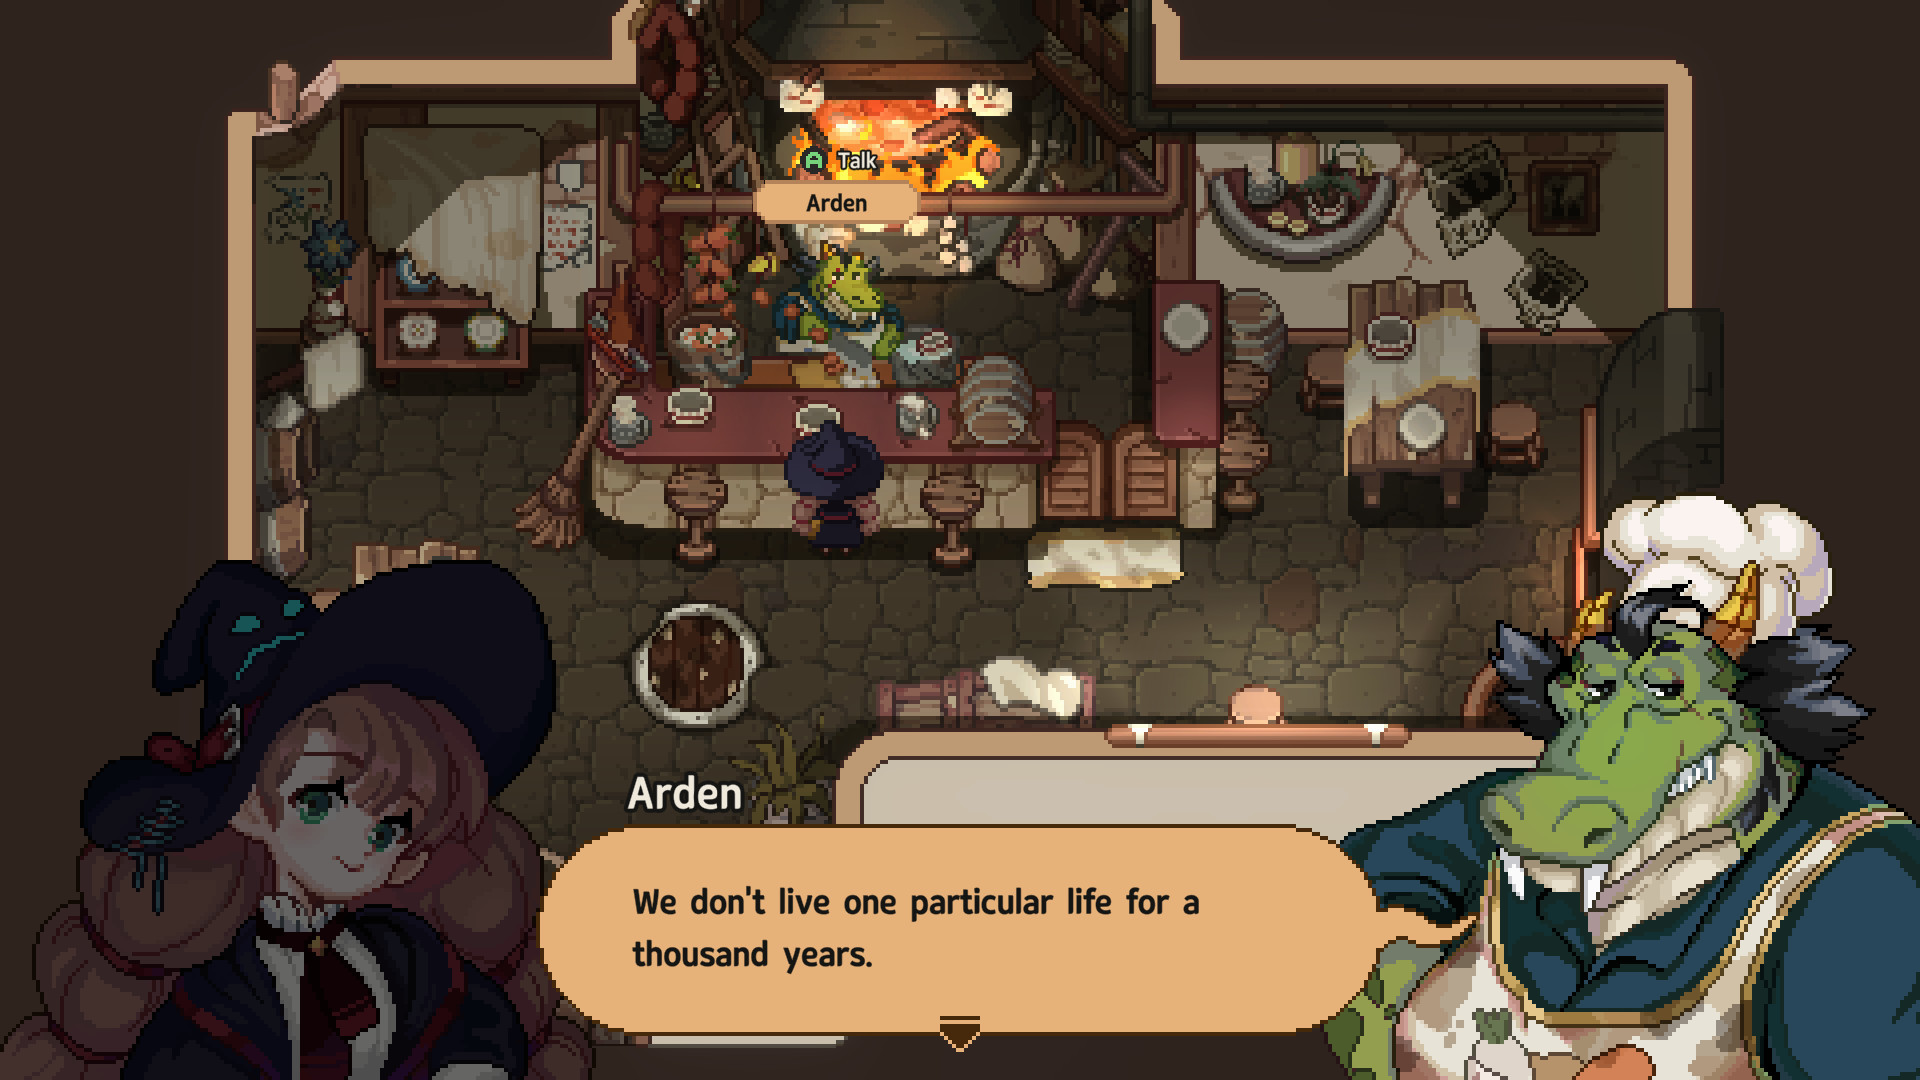 A Talk
Arden
Arden
We don't live one particular life for a
thousand years.